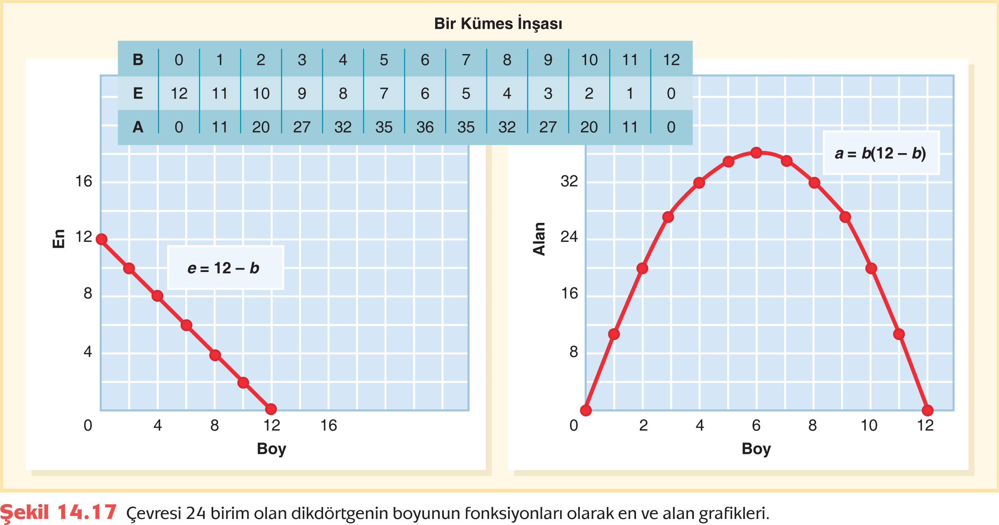 Bir Kümes İnşası
B 0 1 2 3 4 5 6 7 8 9 10 11 12
E 12 11 10 9 8 7 6 5 4 3 2 1 0
A 0 11 20 27 32 35 36 35 32 27 20 11 0
En
16
12
8
4
0 4 8 12 16
Boy
e = 12 – b
Alan
32
24
16
8
0 2 4 6 8 10 12
Boy
a = b(12 – b)
Şekil 14.17 Çevresi 24 birim olan dikdörtgenin boyunun fonksiyonları olarak en ve alan grafikleri.